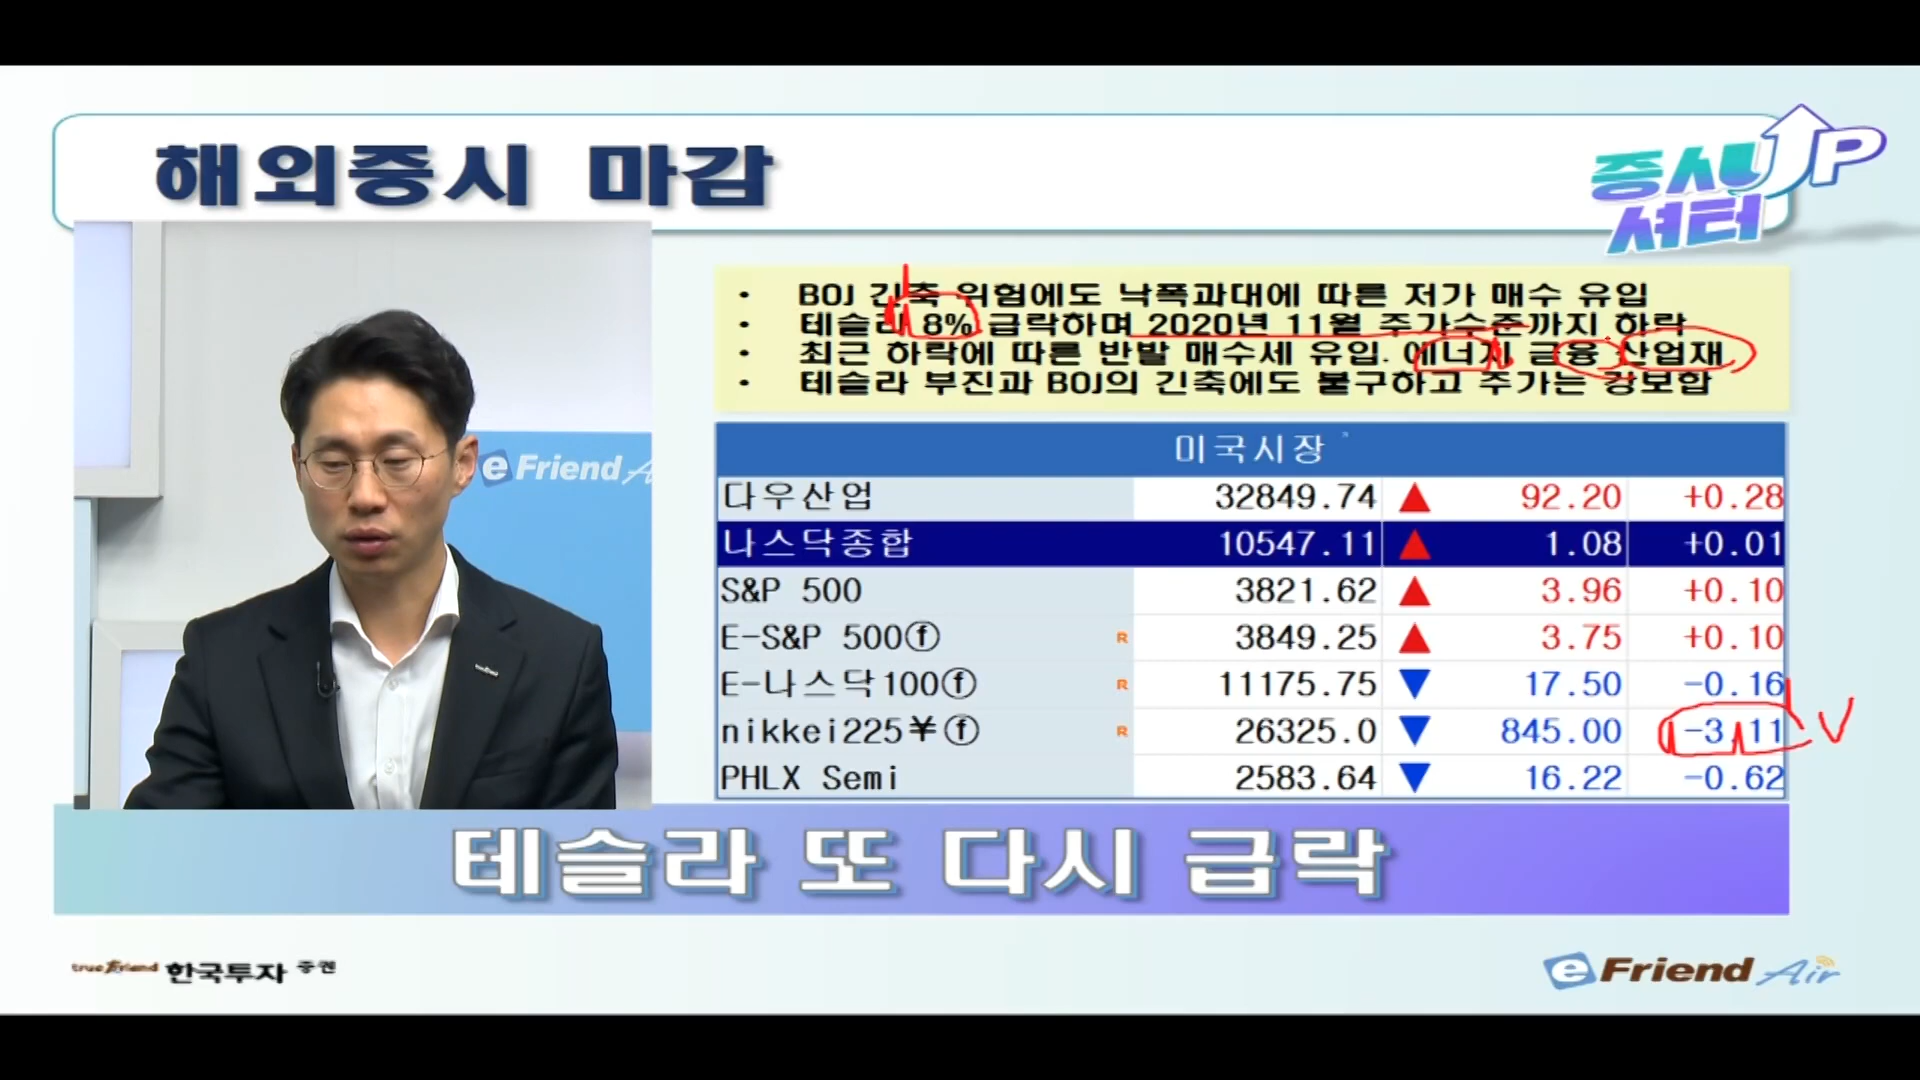 해외증시 마감
증시 UP
셔터
• BOJ 긴축 위험에도 낙폭과대에 따른 저가 매수 유입
• 테슬라 8% 급락하며 2020년 11월 주가수준까지 하락
• 최근 하락에 따른 반발 매수세 유입. 에너지 금융 산업재
• 테슬라 부진과 BOJ의 긴축에도 불구하고 주가는 강보합
e Friend A
미국시장
다우산업 32849.74 ▲ 92.20 +0.28
나스닥종합 10547.11 ▲ 1.08 +0.01
S&P 500 3821.62 ▲ 3.96 +0.10
E-S&P 500ⓕ R 3849.25 ▲ 3.75 +0.10
E-나스닥100ⓕ R 11175.75 ▼ 17.50 -0.16
nikkei225￥ⓕ R 26325.0 ▼ 845.00 -3.11
PHLX Semi 2583.64 ▼ 16.22 -0.62
테슬라 또 다시 급락
true friend 한국투자 증권
e Friend Air